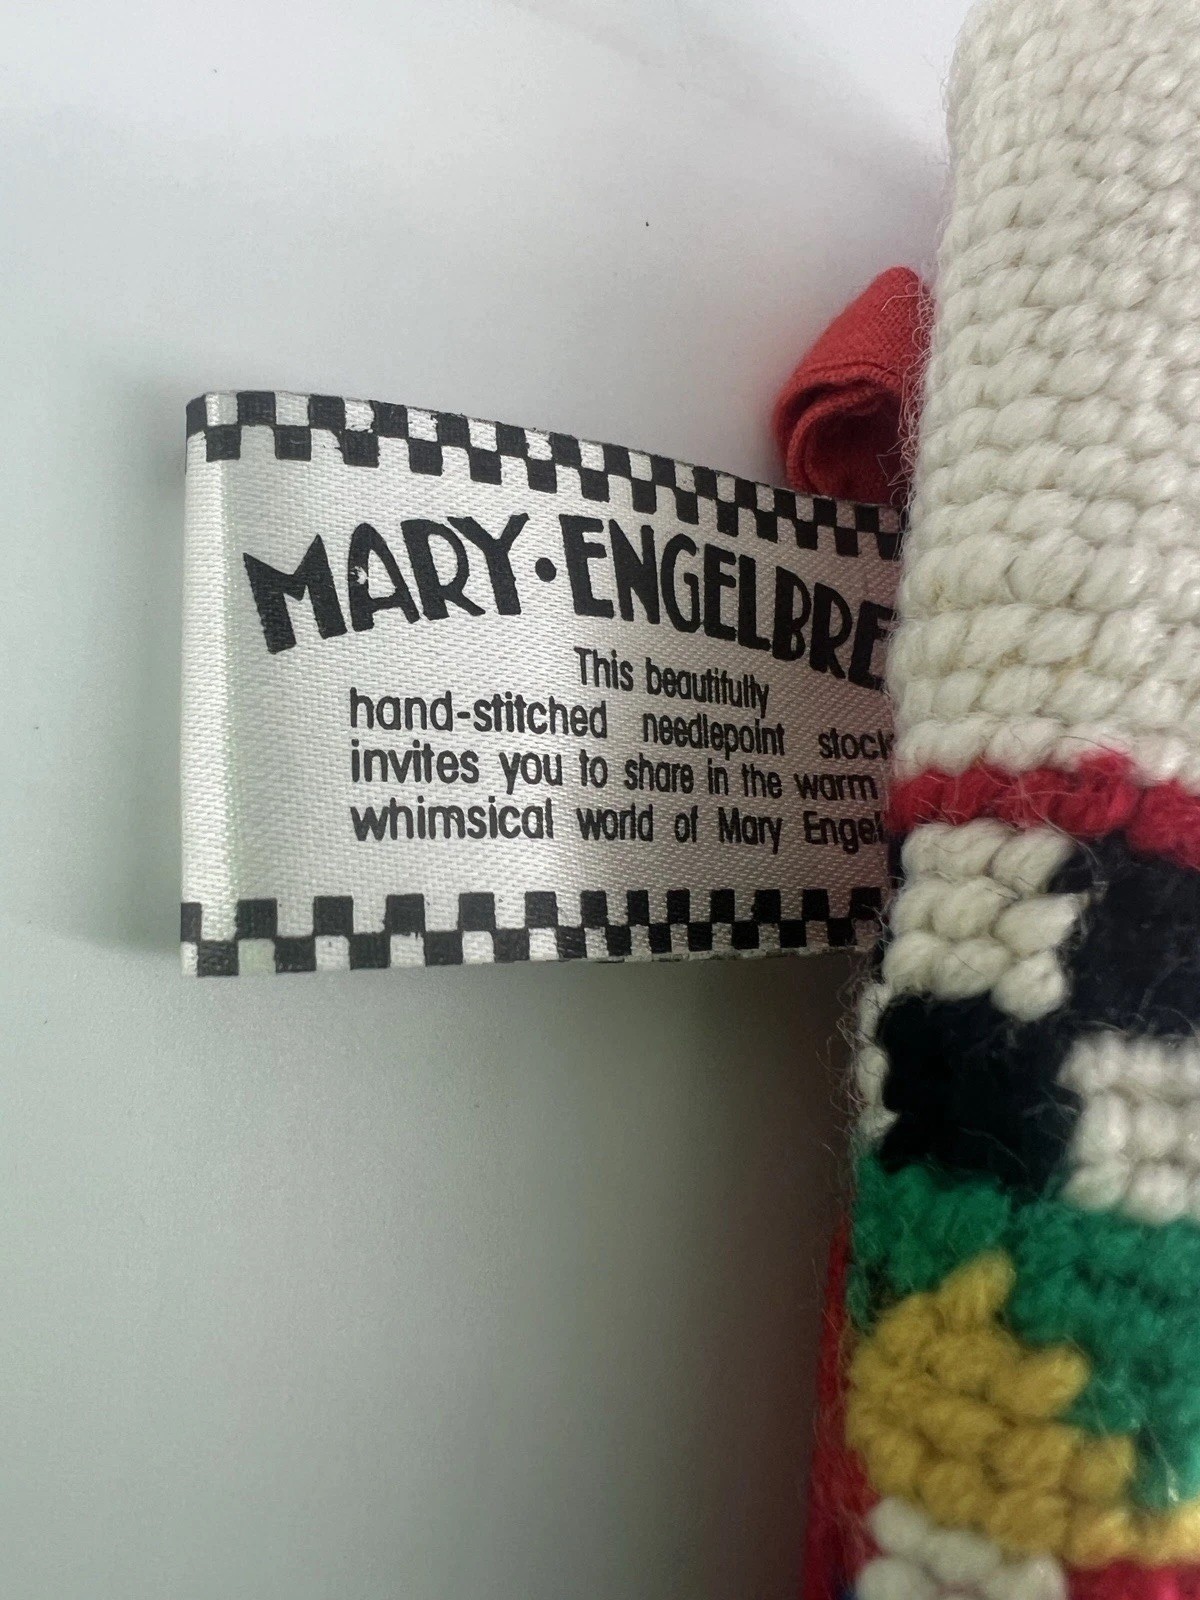 MARY·ENGELBRE
This beautifully
hand-stitched needlepoint stock
invites you to share in the warm
whimsical world of Mary Engel